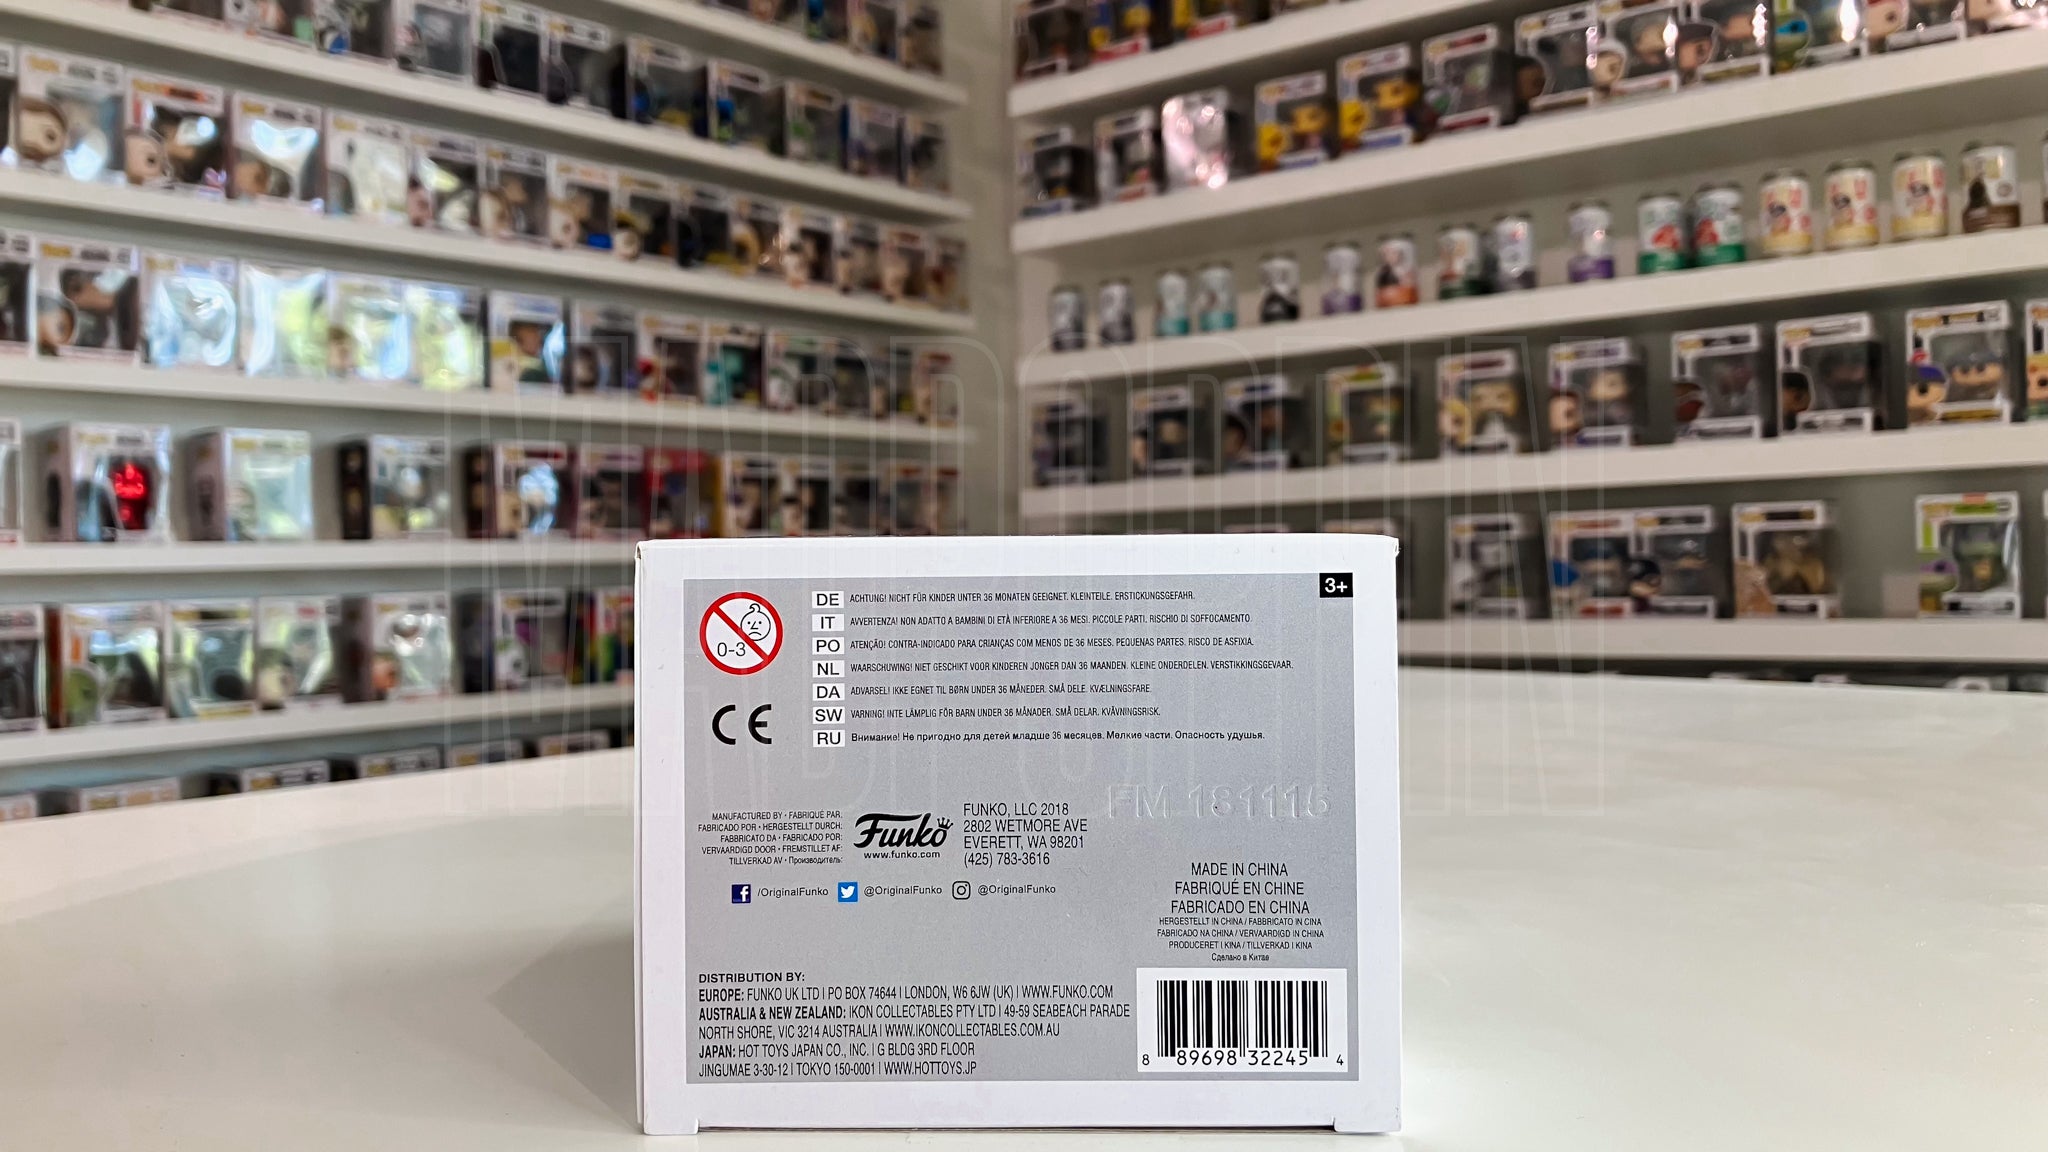 3+
0-3
DE ACHTUNG! NICHT FÜR KINDER UNTER 36 MONATEN GEEIGNET. KLEINTEILE. ERSTICKUNGSGEFAHR.
IT AVVERTENZA! NON ADATTO A BAMBINI DI ETÀ INFERIORE A 36 MESI. PICCOLE PARTI. RISCHIO DI SOFFOCAMENTO.
PO ATENÇÃO! CONTRA-INDICADO PARA CRIANÇAS COM MENOS DE 36 MESES. PEQUENAS PARTES. RISCO DE ASFIXIA.
NL WAARSCHUWING! NIET GESCHIKT VOOR KINDEREN JONGER DAN 36 MAANDEN. KLEINE ONDERDELEN. VERSTIKKINGSGEVAAR.
DA ADVARSEL! IKKE EGNET TIL BØRN UNDER 36 MÅNEDER. SMÅ DELE. KVÆLNINGSFARE.
SW VARNING! INTE LÄMPLIG FÖR BARN UNDER 36 MÅNADER. SMÅ DELAR. KVÄVNINGSRISK.
RU Внимание! Не пригодно для детей младше 36 месяцев. Мелкие части. Опасность удушья.
CE
MANUFACTURED BY • FABRIQUÉ PAR:
FABRICADO POR • HERGESTELLT DURCH:
FABBRICATO DA • FABRICADO POR:
VERVAARDIGD DOOR • FREMSTILLET AF:
TILLVERKAD AV • Производитель:
Funko
www.funko.com
FUNKO, LLC 2018
2802 WETMORE AVE
EVERETT, WA 98201
(425) 783-3616
FM 181115
/OriginalFunko @OriginalFunko @OriginalFunko
MADE IN CHINA
FABRIQUÉ EN CHINE
FABRICADO EN CHINA
HERGESTELLT IN CHINA / FABBRICATO IN CINA
FABRICADO NA CHINA / VERVAARDIGD IN CHINA
PRODUCERET I KINA / TILLVERKAD I KINA
Сделано в Китае
DISTRIBUTION BY:
EUROPE: FUNKO UK LTD | PO BOX 74644 | LONDON, W6 6JW (UK) | WWW.FUNKO.COM
AUSTRALIA & NEW ZEALAND: IKON COLLECTABLES PTY LTD | 49-59 SEABEACH PARADE
NORTH SHORE, VIC 3214 AUSTRALIA | WWW.IKONCOLLECTABLES.COM.AU
JAPAN: HOT TOYS JAPAN CO., INC. | G BLDG 3RD FLOOR
JINGUMAE 3-30-12 | TOKYO 150-0001 | WWW.HOTTOYS.JP
8 89698 32245 4